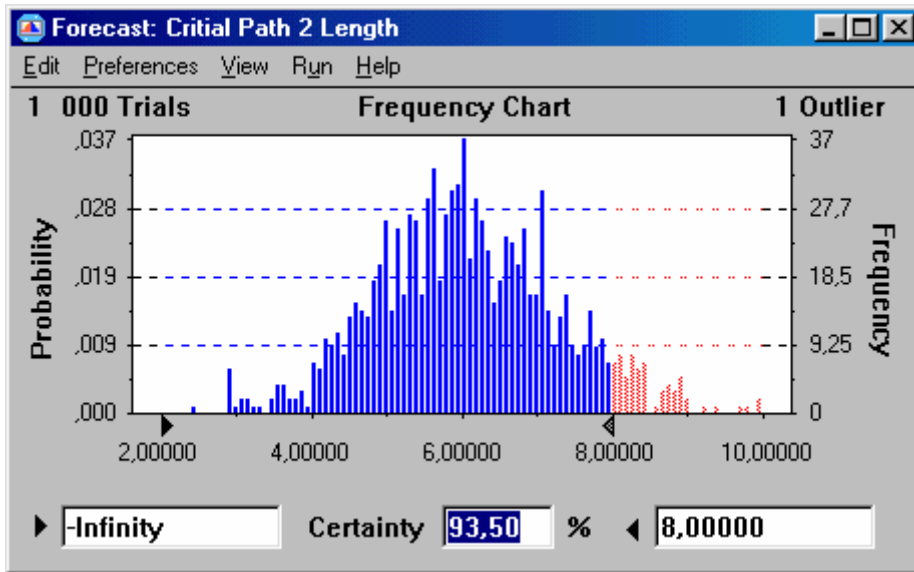 Forecast: Critial Path 2 Length
Edit Preferences View Run Help
1 000 Trials Frequency Chart 1 Outlier
,037 37
,028 27,7
,019 18,5
,009 9,25
,000 0
Probability
Frequency
2,00000 4,00000 6,00000 8,00000 10,00000
-Infinity Certainty 93,50 % 8,00000